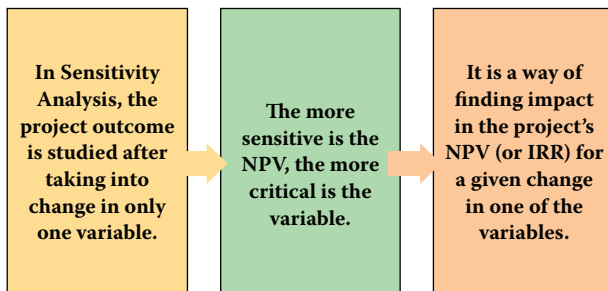 In Sensitivity
Analysis, the
project outcome
is studied after
taking into
change in only
one variable.
The more
sensitive is the
NPV, the more
critical is the
variable.
It is a way of
finding impact
in the project’s
NPV (or IRR) for
a given change
in one of the
variables.